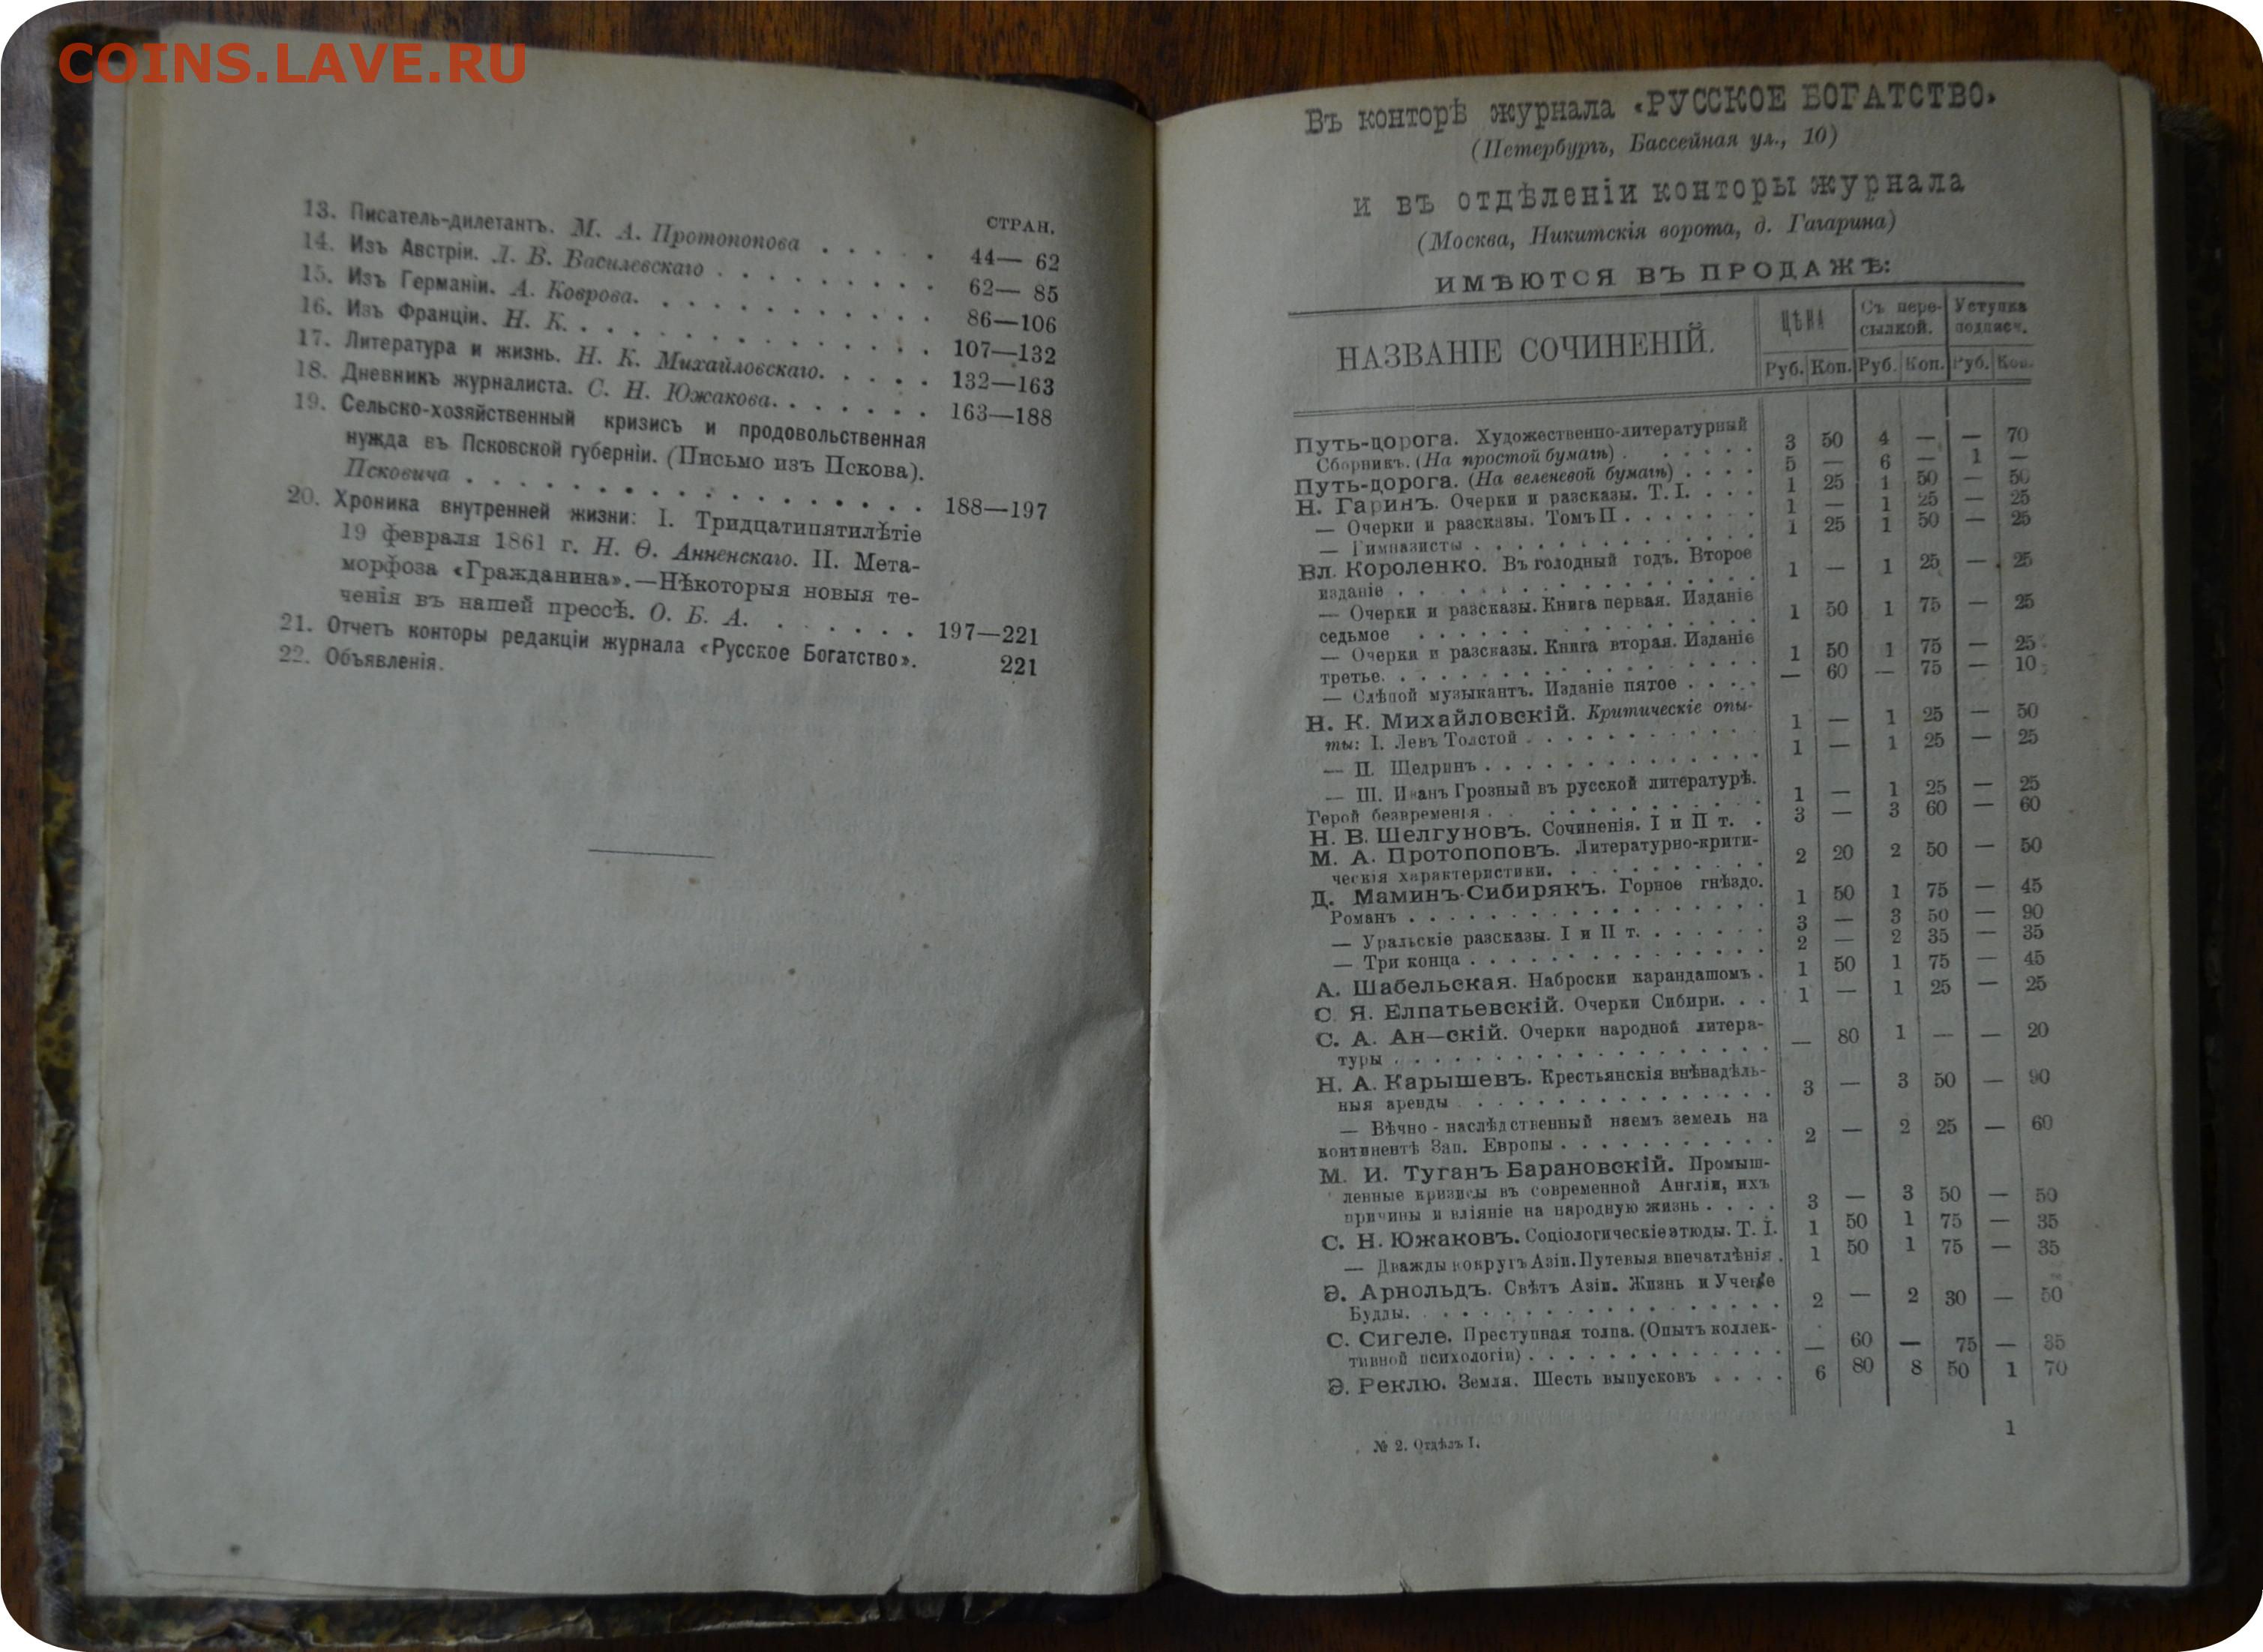 COINS.LAVE.RU
СТРАН.
13. Писатель-дилетантъ. М. А. Протопопова . . . . . 44— 62
14. Изъ Австріи. Л. В. Василевскаго . . . . . . . . . 62— 85
15. Изъ Германіи. А. Коврова. . . . . . . . . . . . 86—106
16. Изъ Франціи. Н. К. . . . . . . . . . . . . . . 107—132
17. Литература и жизнь. Н. К. Михайловскаго. . . . . 132—163
18. Дневникъ журналиста. С. Н. Южакова. . . . . . . 163—188
19. Сельско-хозяйственный кризисъ и продовольственная
нужда въ Псковской губерніи. (Письмо изъ Пскова).
Псковича . . . . . . . . . . . . . . . . . 188—197
20. Хроника внутренней жизни: I. Тридцатипятилѣтіе
19 февраля 1861 г. Н. Ѳ. Анненскаго. II. Мета-
морфоза «Гражданина».—Нѣкоторыя новыя те-
ченія въ нашей прессѣ. О. Б. А. . . . . . . 197—221
21. Отчетъ конторы редакціи журнала «Русское Богатство». 221
22. Объявленія.
Въ конторѣ журнала «РУССКОЕ БОГАТСТВО»
(Петербургъ, Бассейная ул., 10)
и въ отдѣленіи конторы журнала
(Москва, Никитскія ворота, д. Гагарина)
ИМѢЮТСЯ ВЪ ПРОДАЖѢ:
НАЗВАНІЕ СОЧИНЕНІЙ. ЦѢНА Съ пере- Уступка
сылкой. подписч.
Руб. Коп. Руб. Коп. Руб. Коп.
Путь-дорога. Художественно-литературный
Сборникъ. (На простой бумагѣ) . . . . . . 3 50 4 — — 70
Путь-дорога. (На веленевой бумагѣ) . . . . 5 — 6 — 1 —
Н. Гаринъ. Очерки и разсказы. Т. I. . . . 1 25 1 50 — 50
— Очерки и разсказы. Томъ II . . . . . . . 1 — 1 25 — 25
— Гимназисты . . . . . . . . . . . . 1 25 1 50 — 25
Вл. Короленко. Въ голодный годъ. Второе
изданіе . . . . . . . . . . . . . . . 1 — 1 25 — 25
— Очерки и разсказы. Книга первая. Изданіе
седьмое . . . . . . . . . . . . . . 1 50 1 75 — 25
— Очерки и разсказы. Книга вторая. Изданіе
третье. . . . . . . . . . . . . . . . 1 50 1 75 — 25
— Слѣпой музыкантъ. Изданіе пятое . . . . — 60 — 75 — 10
Н. К. Михайловскій. Критическіе опы-
ты: I. Левъ Толстой . . . . . . . . . . 1 — 1 25 — 50
— II. Щедринъ . . . . . . . . . . . . 1 — 1 25 — 25
— III. Иванъ Грозный въ русской литературѣ.
Герой безвременія . . . . . . . . . . . 1 — 1 25 — 25
Н. В. Шелгуновъ. Сочиненія. I и II т. . 3 — 3 60 — 60
М. А. Протопоповъ. Литературно-крити-
ческія характеристики. . . . . . . . . 2 20 2 50 — 50
Д. Маминъ-Сибирякъ. Горное гнѣздо.
Романъ . . . . . . . . . . . . . . . 1 50 1 75 — 45
— Уральскіе разсказы. I и II т. . . . . . . 3 — 3 50 — 90
— Три конца . . . . . . . . . . . . . 2 — 2 35 — 35
А. Шабельская. Наброски карандашомъ . 1 50 1 75 — 45
С. Я. Елпатьевскій. Очерки Сибири. . . 1 — 1 25 — 25
С. А. Ан—скій. Очерки народной литера-
туры . . . . . . . . . . . . . . . . — 80 1 — — 20
Н. А. Карышевъ. Крестьянскія внѣнадѣль-
ныя аренды . . . . . . . . . . . . . . 3 — 3 50 — 90
— Вѣчно-наслѣдственный наемъ земель на
континентѣ Зап. Европы . . . . . . . . . . 2 — 2 25 — 60
М. И. Туганъ Барановскій. Промыш-
ленные кризисы въ современной Англіи, ихъ
причины и вліяніе на народную жизнь . . . . 3 — 3 50 — 50
С. Н. Южаковъ. Соціологическіе этюды. Т. I. 1 50 1 75 — 35
— Дважды вокругъ Азіи. Путевыя впечатлѣнія . 1 50 1 75 — 35
Э. Арнольдъ. Свѣтъ Азіи. Жизнь и Ученіе
Будды. . . . . . . . . . . . . . . . . 2 — 2 30 — 50
С. Сигеле. Преступная толпа. (Опытъ коллек-
тивной психологіи) . . . . . . . . . . . . — 60 — 75 — 35
Э. Реклю. Земля. Шесть выпусковъ . . . . 6 80 8 50 1 70
№ 2. Отдѣлъ I. 1